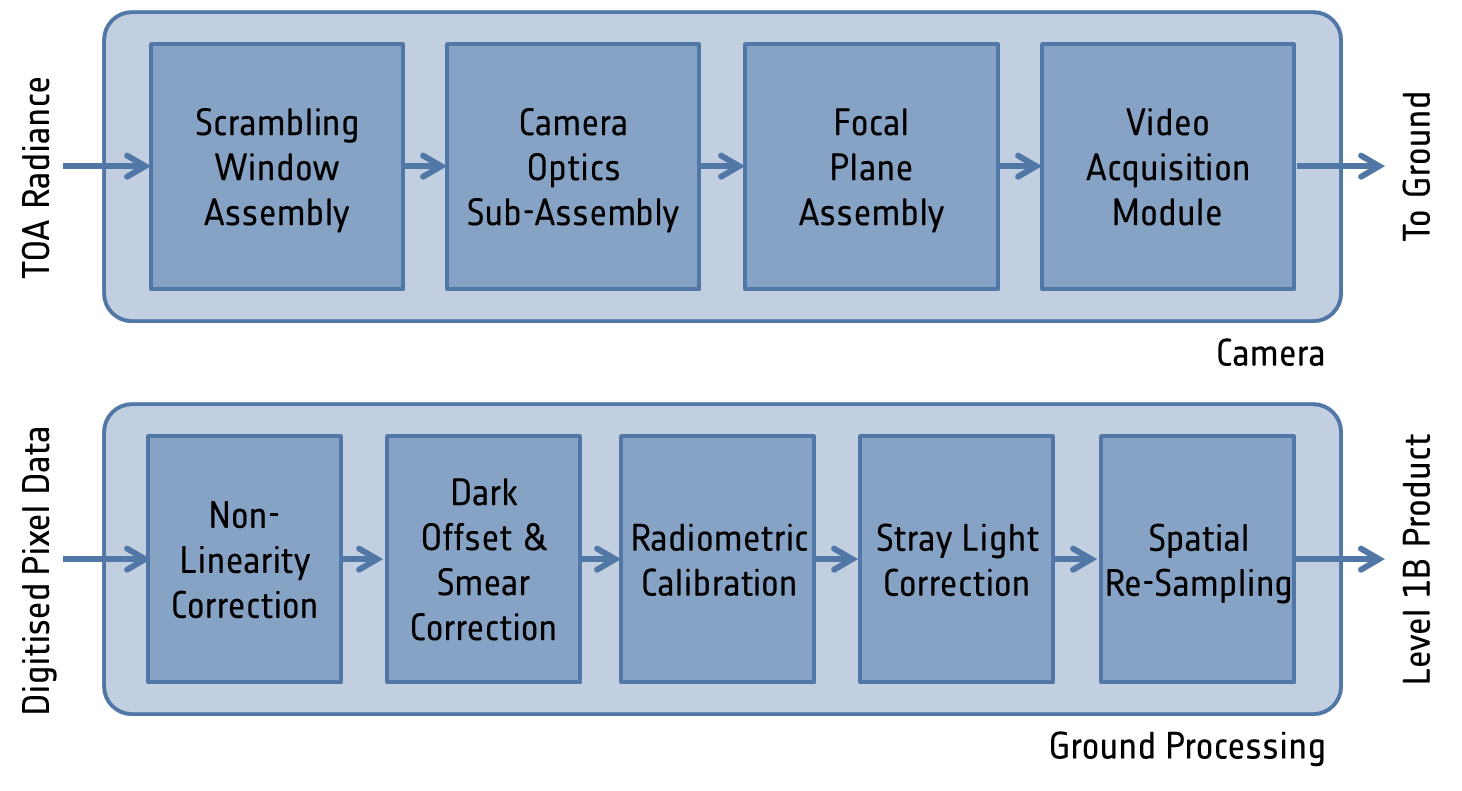 TOA Radiance
Scrambling
Window
Assembly
Camera
Optics
Sub-Assembly
Focal
Plane
Assembly
Video
Acquisition
Module
To Ground
Camera
Digitised Pixel Data
Non-
Linearity
Correction
Dark
Offset &
Smear
Correction
Radiometric
Calibration
Stray Light
Correction
Spatial
Re-Sampling
Level 1B Product
Ground Processing